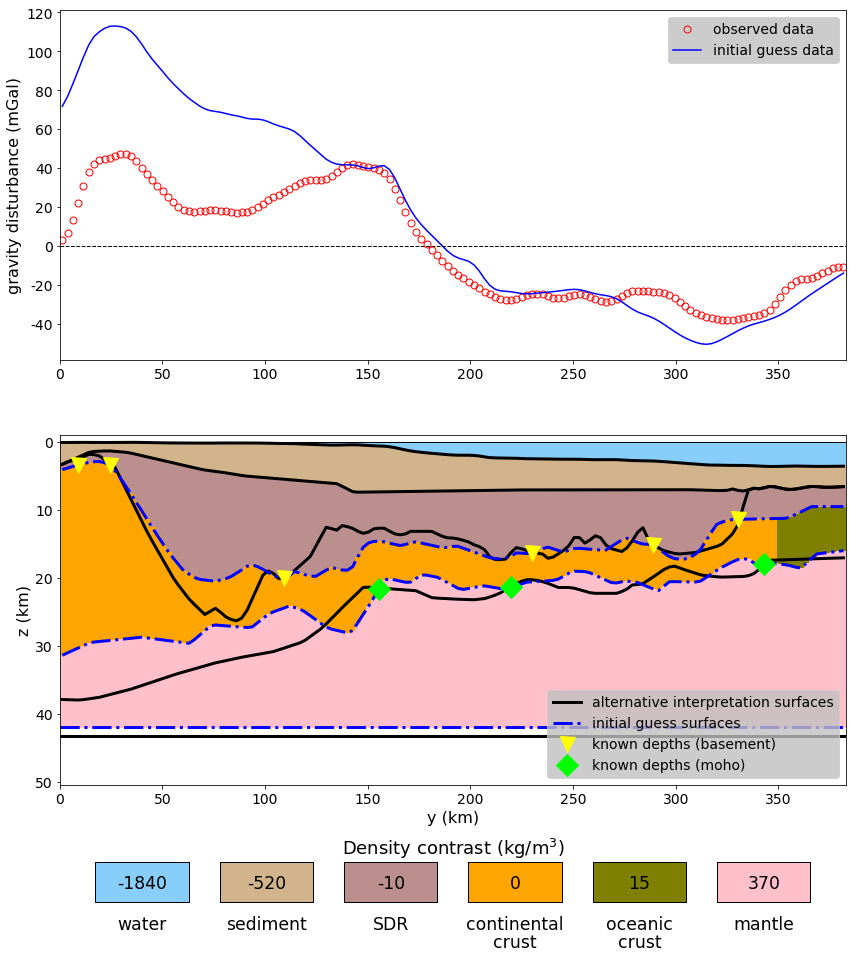 gravity disturbance (mGal)
120
100
80
60
40
20
0
-20
-40
observed data
initial guess data
0
50
100
150
200
250
300
350
z (km)
0
10
20
30
40
50
alternative interpretation surfaces
initial guess surfaces
known depths (basement)
known depths (moho)
0
50
100
150
200
250
300
350
y (km)
Density contrast (kg/m³)
-1840
-520
-10
0
15
370
water
sediment
SDR
continental
crust
oceanic
crust
mantle